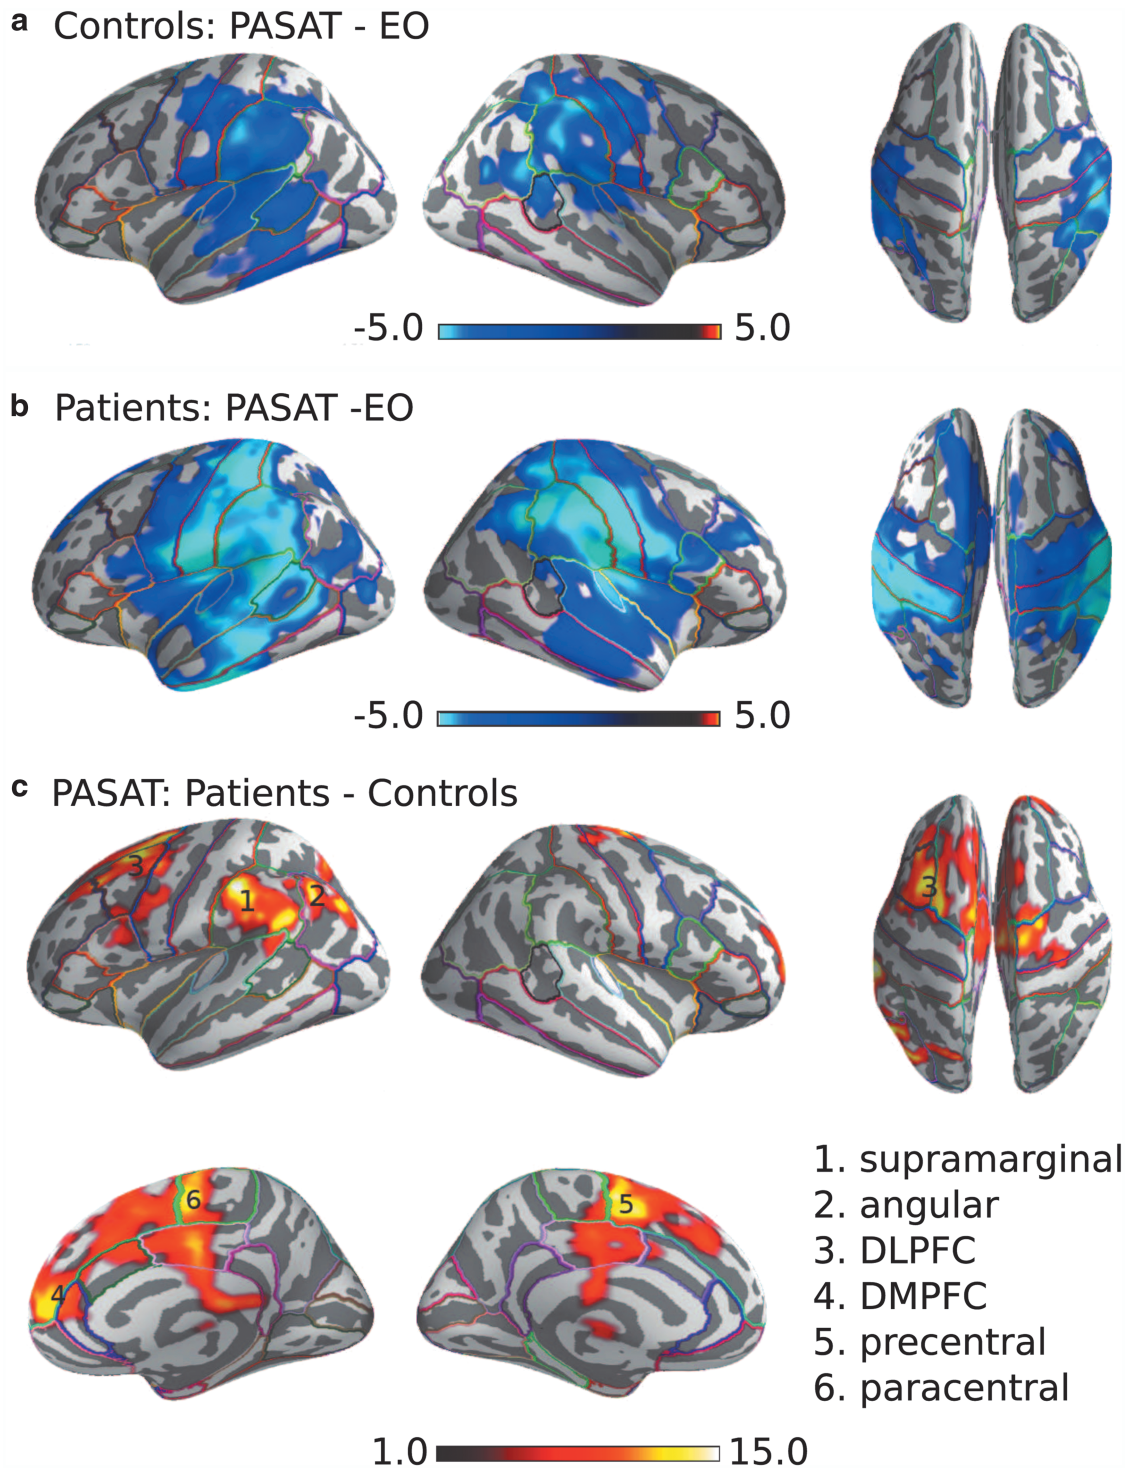 a Controls: PASAT - EO
-5.0 5.0
b Patients: PASAT -EO
-5.0 5.0
c PASAT: Patients - Controls
3 1 2 3
6 5
4
1. supramarginal
2. angular
3. DLPFC
4. DMPFC
5. precentral
6. paracentral
1.0 15.0